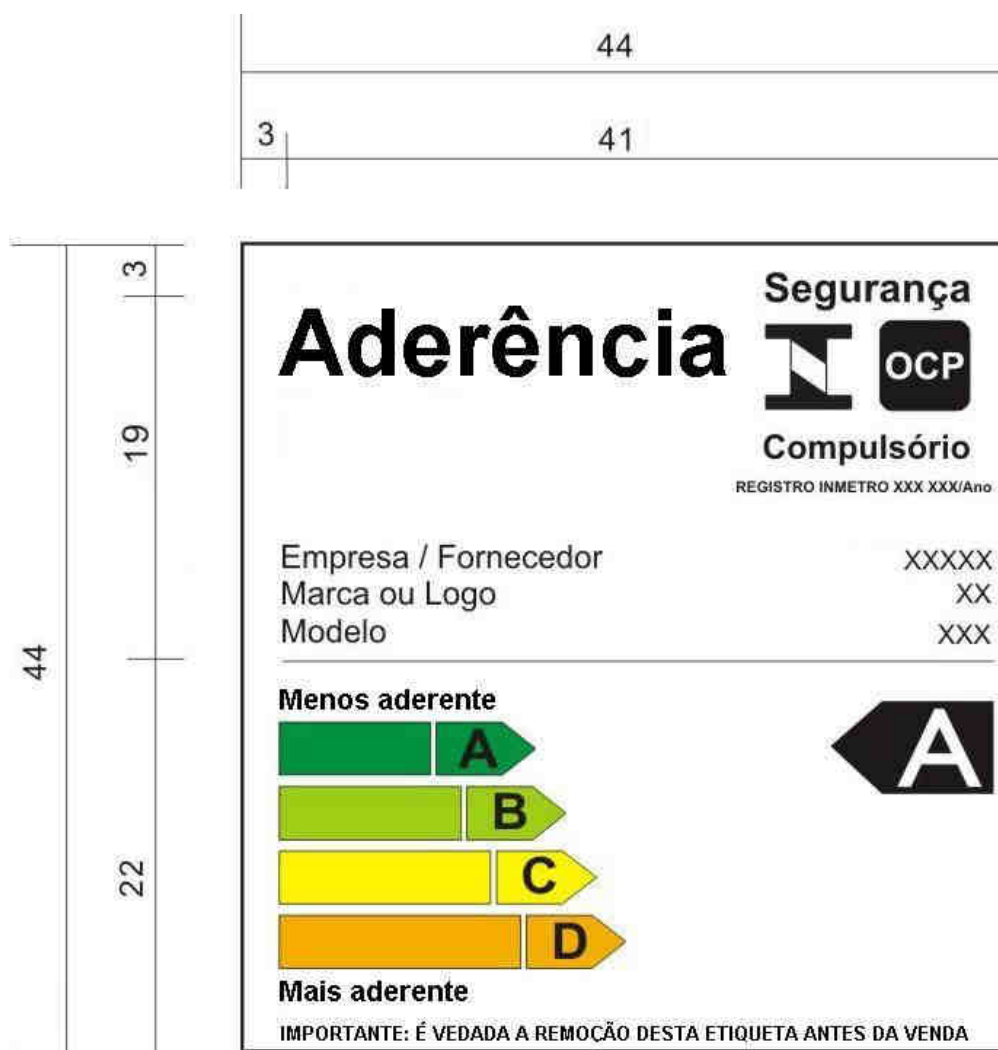 44
3
41
3
19
44
22
Aderência
Segurança
OCP
Compulsório
REGISTRO INMETRO XXX XXX/Ano
Empresa / Fornecedor XXXXX
Marca ou Logo XX
Modelo XXX
Menos aderente
A
A
B
C
D
Mais aderente
IMPORTANTE: É VEDADA A REMOÇÃO DESTA ETIQUETA ANTES DA VENDA